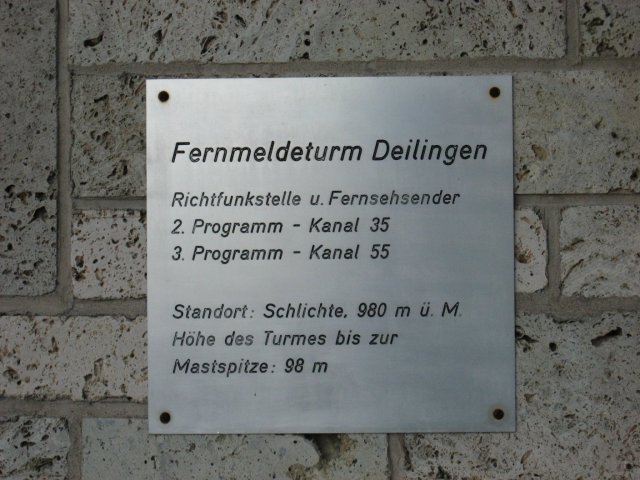 Fernmeldeturm Deilingen
Richtfunkstelle u. Fernsehsender
2. Programm - Kanal 35
3. Programm - Kanal 55
Standort: Schlichte, 980 m ü. M.
Höhe des Turmes bis zur
Mastspitze: 98 m